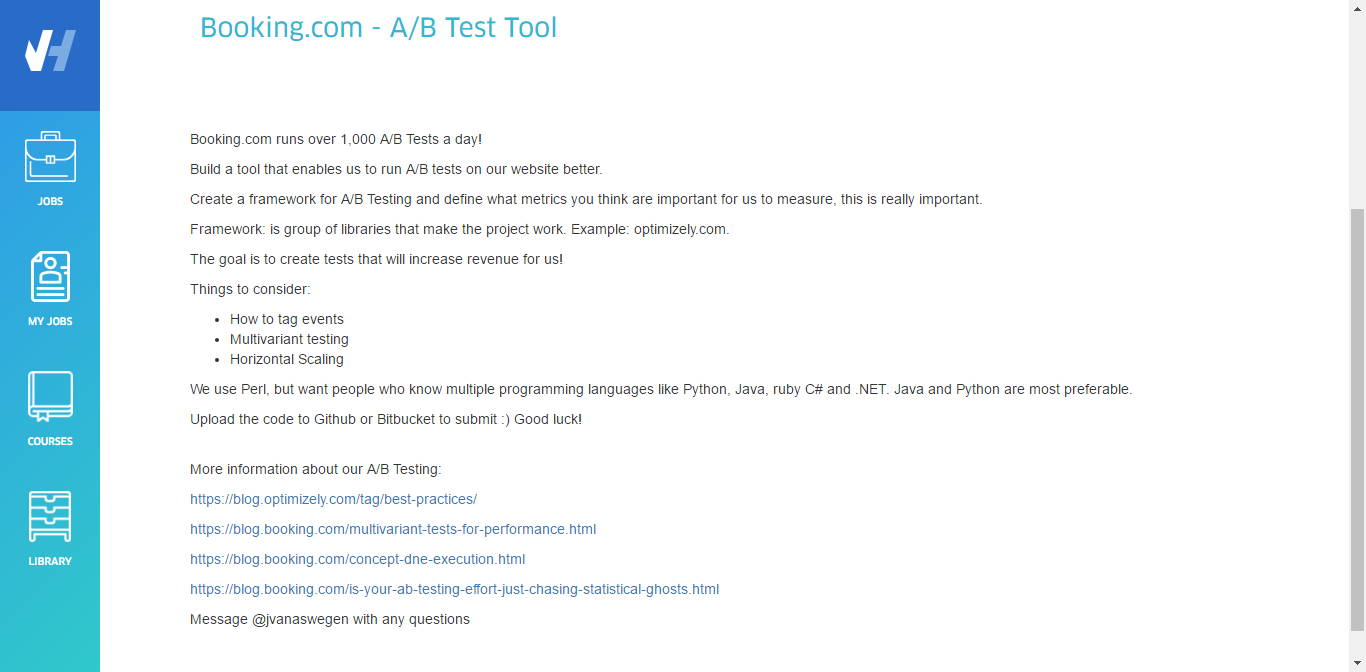 Booking.com - A/B Test Tool
JOBS
MY JOBS
COURSES
LIBRARY
Booking.com runs over 1,000 A/B Tests a day!
Build a tool that enables us to run A/B tests on our website better.
Create a framework for A/B Testing and define what metrics you think are important for us to measure, this is really important.
Framework: is group of libraries that make the project work. Example: optimizely.com.
The goal is to create tests that will increase revenue for us!
Things to consider:
• How to tag events
• Multivariant testing
• Horizontal Scaling
We use Perl, but want people who know multiple programming languages like Python, Java, ruby C# and .NET. Java and Python are most preferable.
Upload the code to Github or Bitbucket to submit :) Good luck!
More information about our A/B Testing:
https://blog.optimizely.com/tag/best-practices/
https://blog.booking.com/multivariant-tests-for-performance.html
https://blog.booking.com/concept-dne-execution.html
https://blog.booking.com/is-your-ab-testing-effort-just-chasing-statistical-ghosts.html
Message @jvanaswegen with any questions